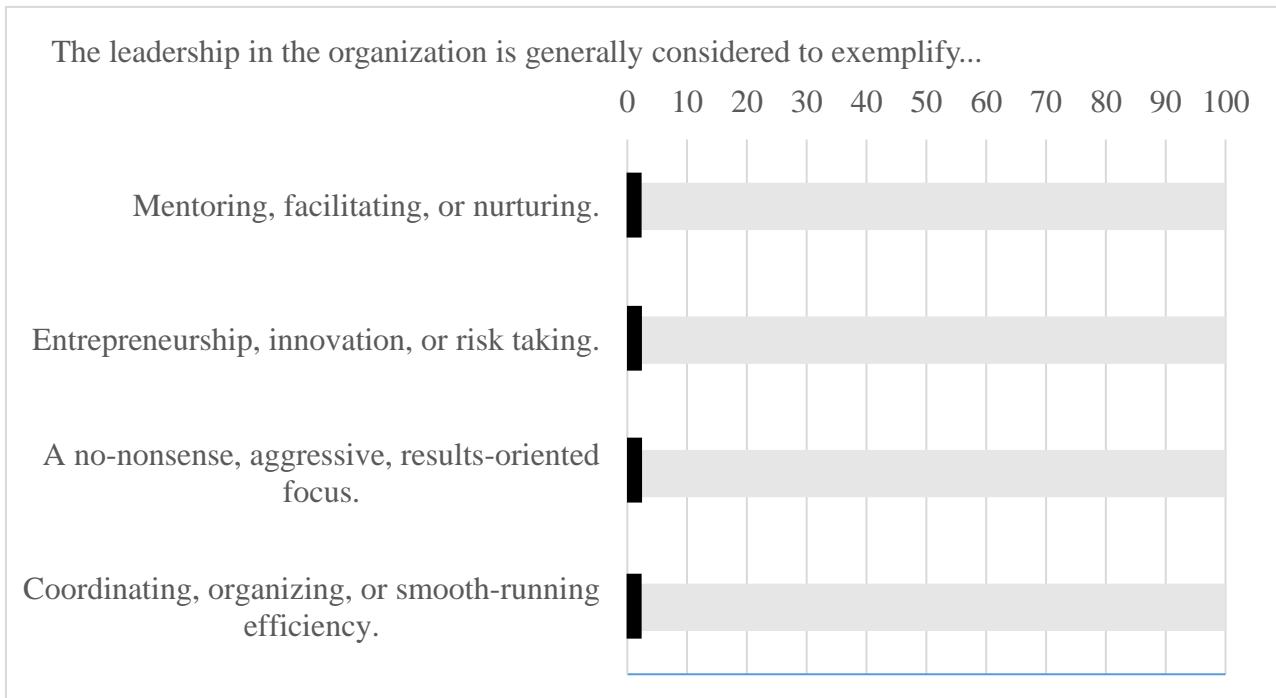 The leadership in the organization is generally considered to exemplify...
0 10 20 30 40 50 60 70 80 90 100
Mentoring, facilitating, or nurturing.
Entrepreneurship, innovation, or risk taking.
A no-nonsense, aggressive, results-oriented
focus.
Coordinating, organizing, or smooth-running
efficiency.